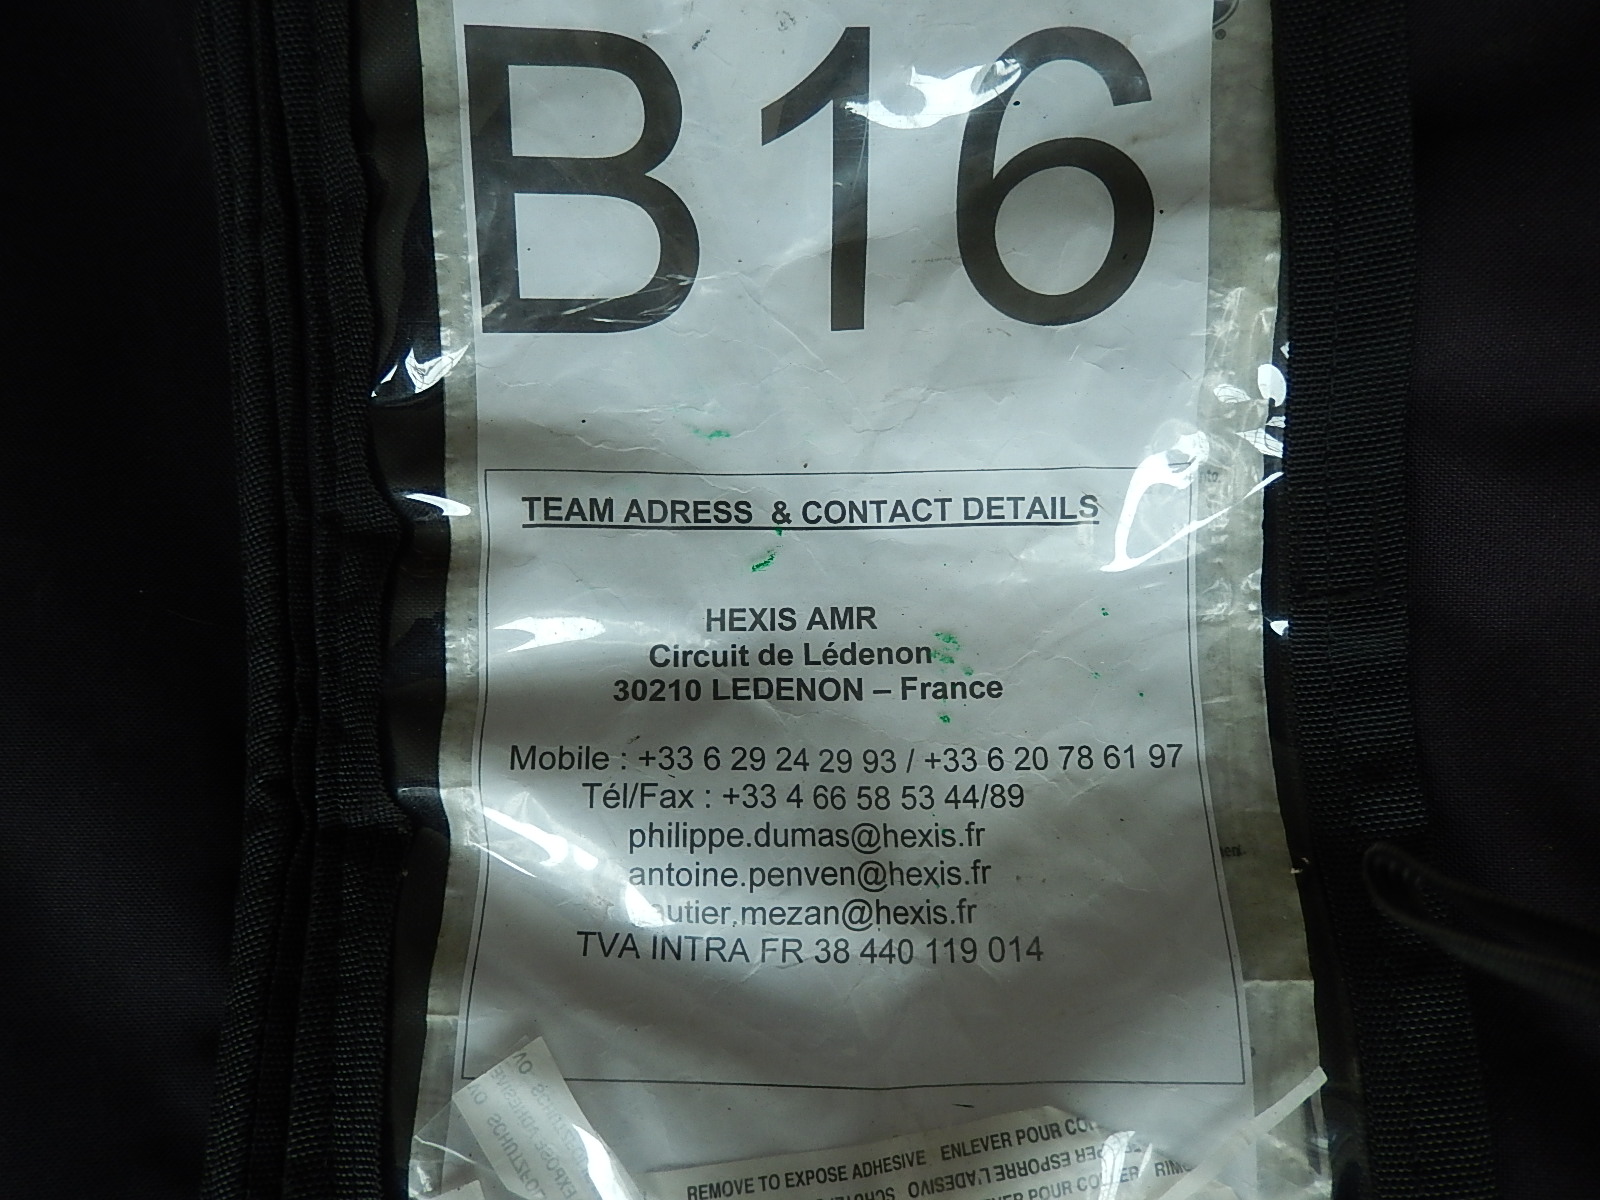 B16
TEAM ADRESS & CONTACT DETAILS
HEXIS AMR
Circuit de Lédenon
30210 LEDENON – France
Mobile : +33 6 29 24 29 93 / +33 6 20 78 61 97
Tél/Fax : +33 4 66 58 53 44/89
philippe.dumas@hexis.fr
antoine.penven@hexis.fr
TVA INTRA FR 38 440 119 014
REMOVE TO EXPOSE ADHESIVE ENLEVER POUR
POUR